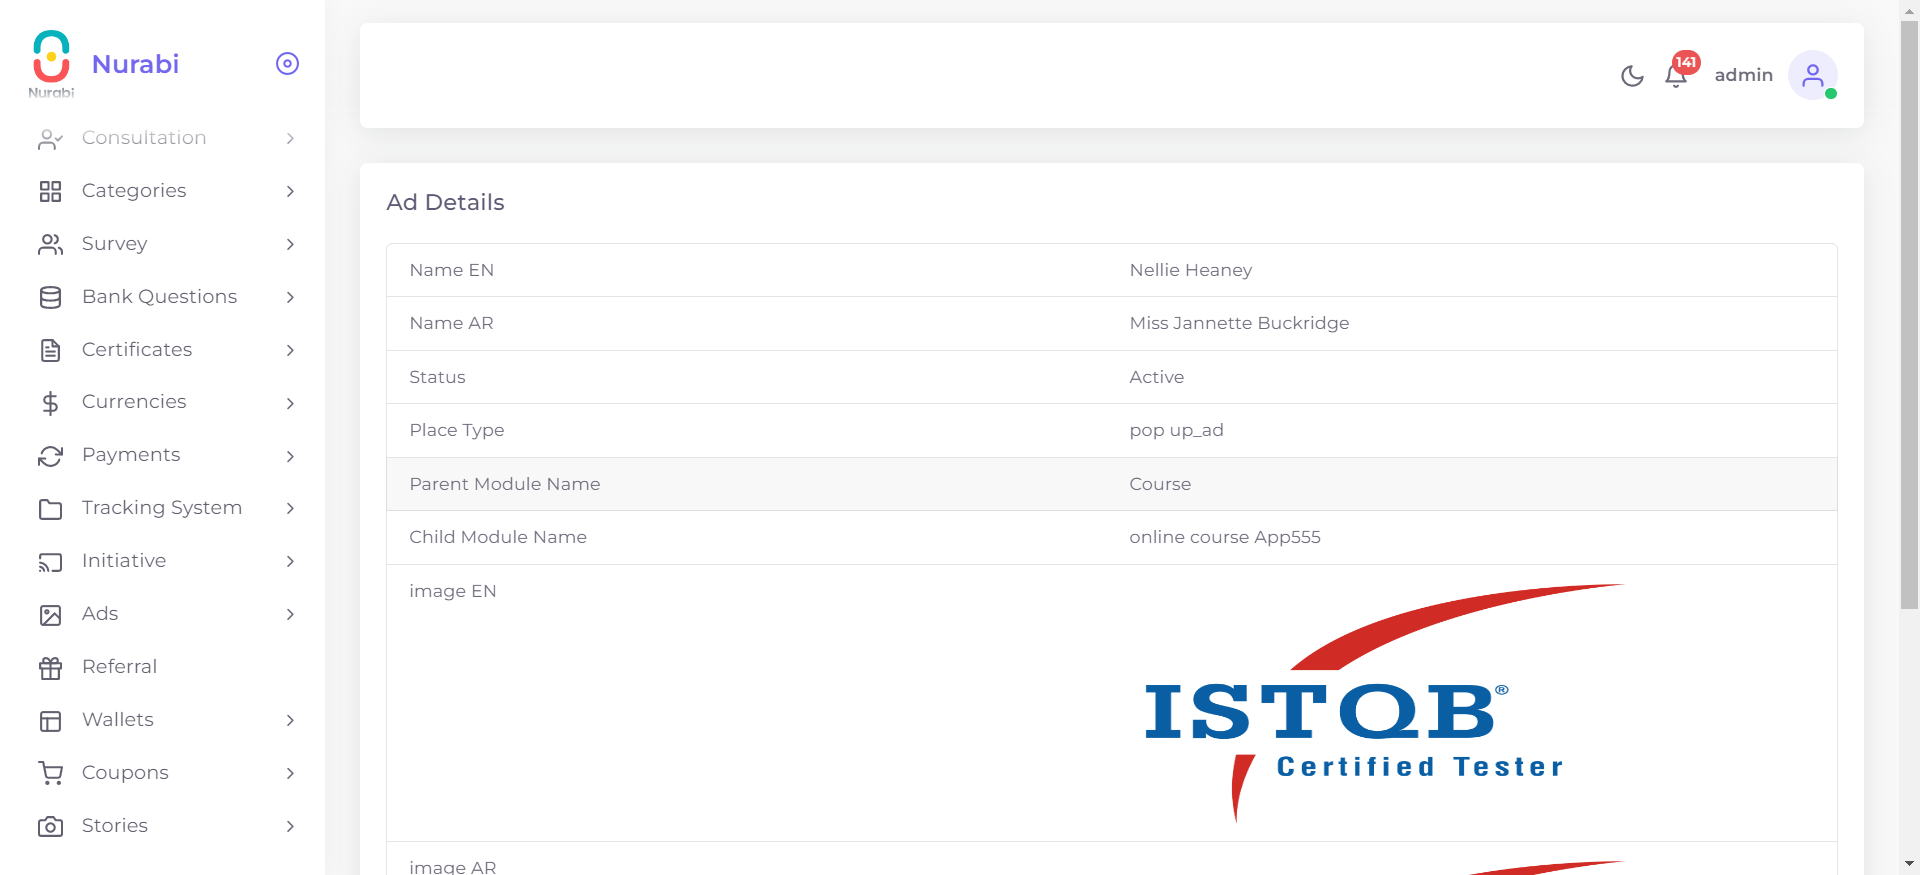 Nurabi
Nurabi
Consultation
Categories
Survey
Bank Questions
Certificates
Currencies
Payments
Tracking System
Initiative
Ads
Referral
Wallets
Coupons
Stories
141
admin
Ad Details
Name EN Nellie Heaney
Name AR Miss Jannette Buckridge
Status Active
Place Type pop up_ad
Parent Module Name Course
Child Module Name online course App555
image EN
ISTQB®
Certified Tester
image AR